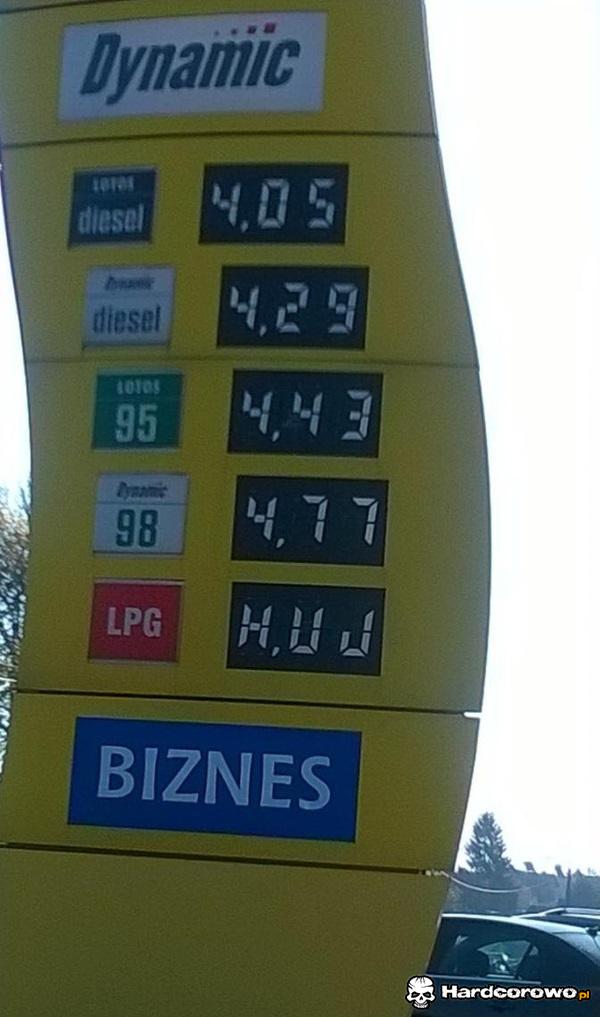 Dynamic
LOTOS
diesel
4,05
Dynamic
diesel
4,29
LOTOS
95
4,43
Dynamic
98
4,77
LPG
H,UJ
BIZNES
Hardcorowo.pl